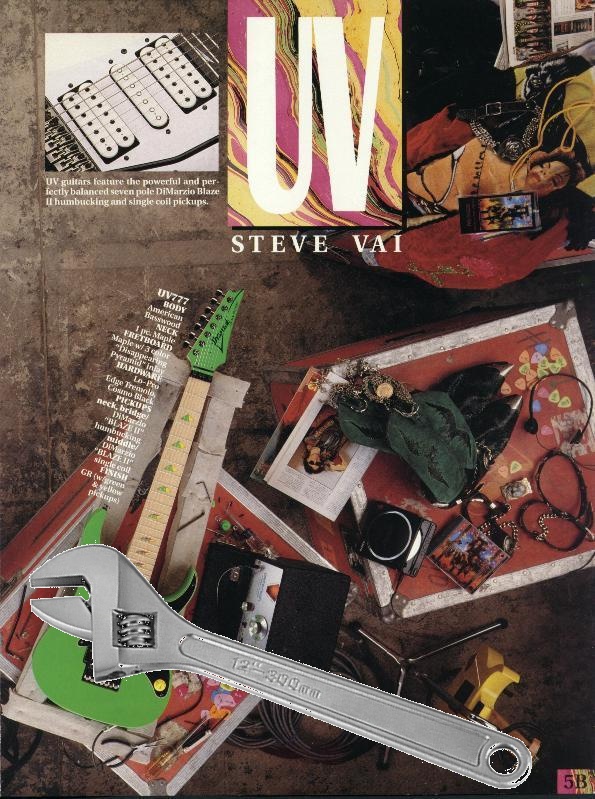 UV
STEVE VAI
UV guitars feature the powerful and per-
fectly balanced seven pole DiMarzio Blaze
II humbucking and single coil pickups.
UV777
BODY
American
Basswood
NECK
1 pc. Maple
FRETBOARD
Maple w/3 color
"Disappearing
Pyramid" inlay
HARDWARE
Lo-Pro
Edge Tremolo,
Cosmo Black
PICKUPS
neck, bridge/
DiMarzio
"BLAZE II"
humbucking
middle/
DiMarzio
"BLAZE II"
single coil
FINISH
GR (w/green
& yellow
pickups)
Ibanez
12"-300mm
5B